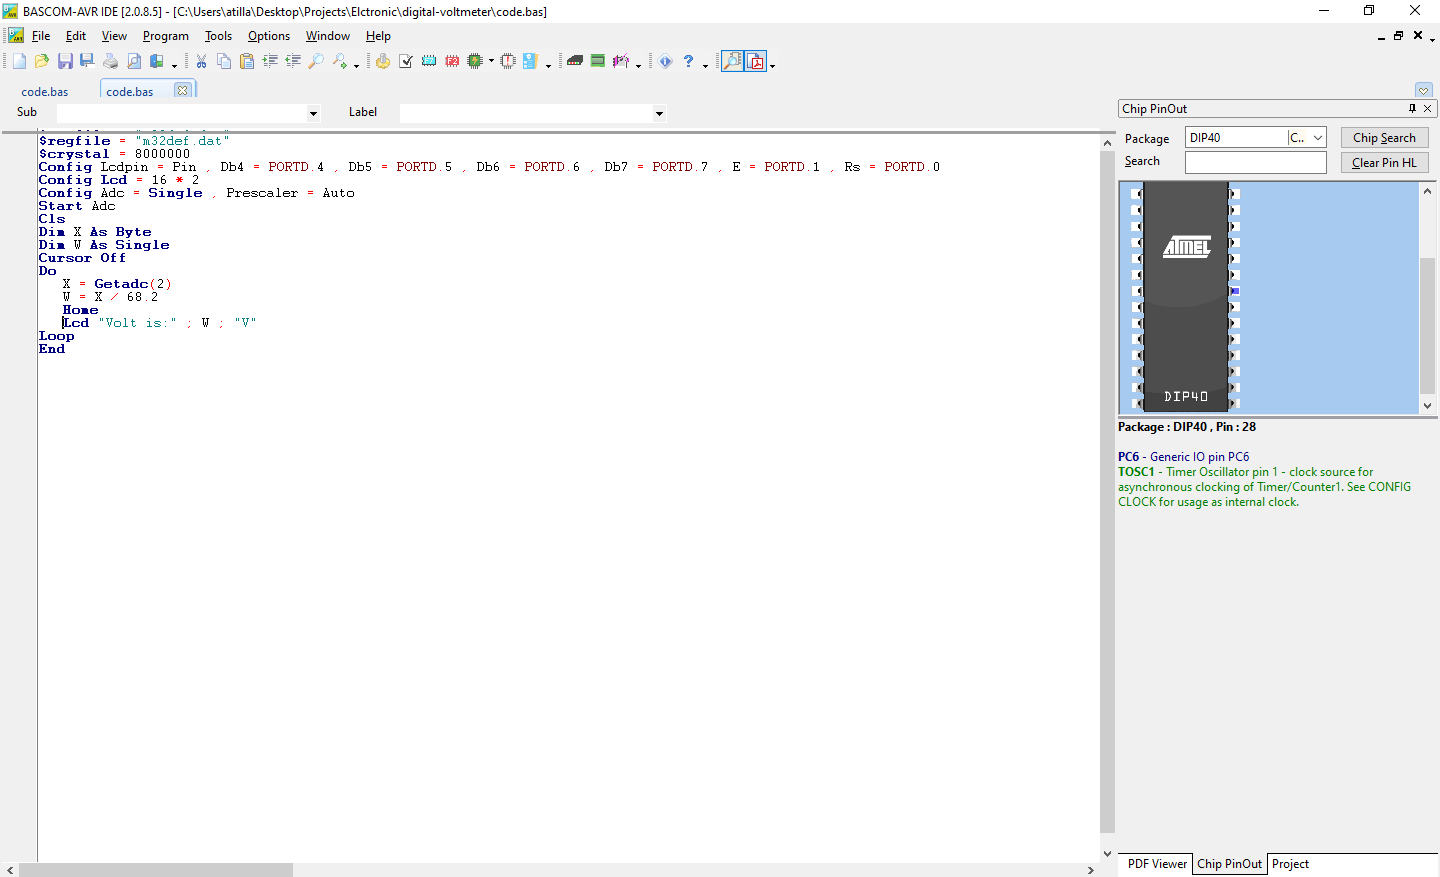 BASCOM-AVR IDE [2.0.8.5] - [C:\Users\atilla\Desktop\Projects\Elctronic\digital-voltmeter\code.bas]
File Edit View Program Tools Options Window Help
code.bas code.bas
Sub Label
$regfile = "m32def.dat"
$crystal = 8000000
Config Lcdpin = Pin , Db4 = PORTD.4 , Db5 = PORTD.5 , Db6 = PORTD.6 , Db7 = PORTD.7 , E = PORTD.1 , Rs = PORTD.0
Config Lcd = 16 * 2
Config Adc = Single , Prescaler = Auto
Start Adc
Cls
Dim X As Byte
Dim W As Single
Cursor Off
Do
X = Getadc(2)
W = X / 68.2
Home
Lcd "Volt is:" ; W ; "V"
Loop
End
Chip PinOut
Package DIP40 C.. Chip Search
Search Clear Pin HL
ATMEL
DIP40
Package : DIP40 , Pin : 28
PC6 - Generic IO pin PC6
TOSC1 - Timer Oscillator pin 1 - clock source for
asynchronous clocking of Timer/Counter1. See CONFIG
CLOCK for usage as internal clock.
PDF Viewer Chip PinOut Project